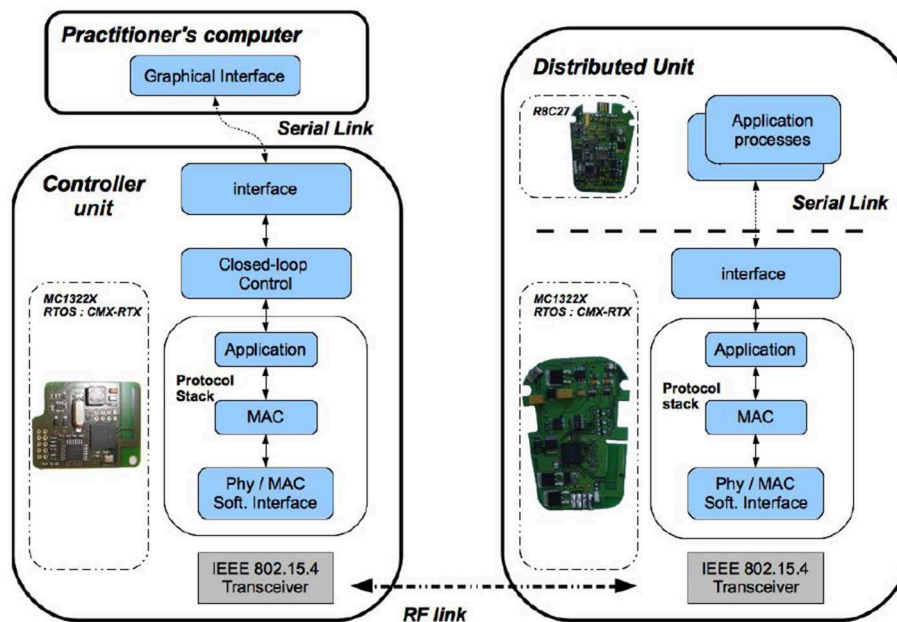 Practitioner's computer
Graphical Interface
Serial Link
Controller
unit
interface
Closed-loop
Control
MC1322X
RTOS : CMX-RTX
Application
Protocol
Stack
MAC
Phy / MAC
Soft. Interface
IEEE 802.15.4
Transceiver
RF link
Distributed Unit
R8C27
Application
processes
Serial Link
interface
MC1322X
RTOS : CMX-RTX
Application
Protocol
stack
MAC
Phy / MAC
Soft. Interface
IEEE 802.15.4
Transceiver